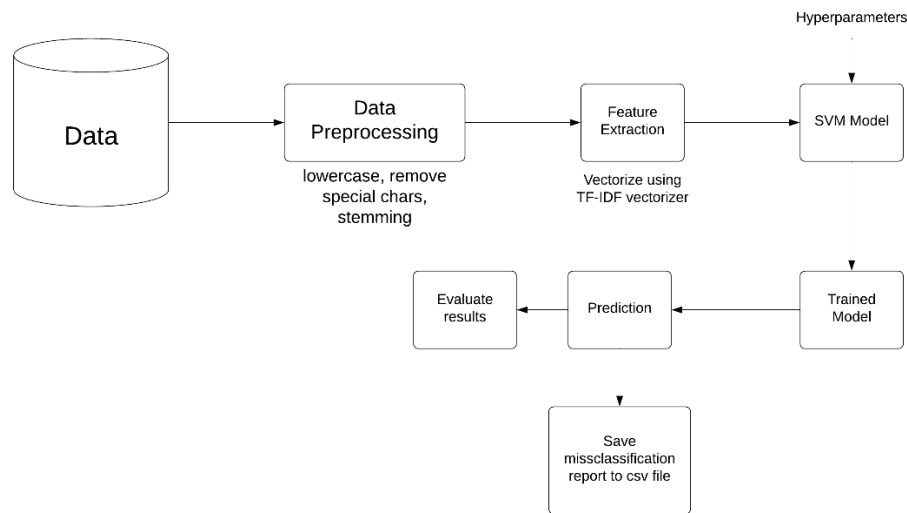 Hyperparameters
Data
Data
Preprocessing
lowercase, remove
special chars,
stemming
Feature
Extraction
Vectorize using
TF-IDF vectorizer
SVM Model
Evaluate
results
Prediction
Trained
Model
Save
missclassification
report to csv file